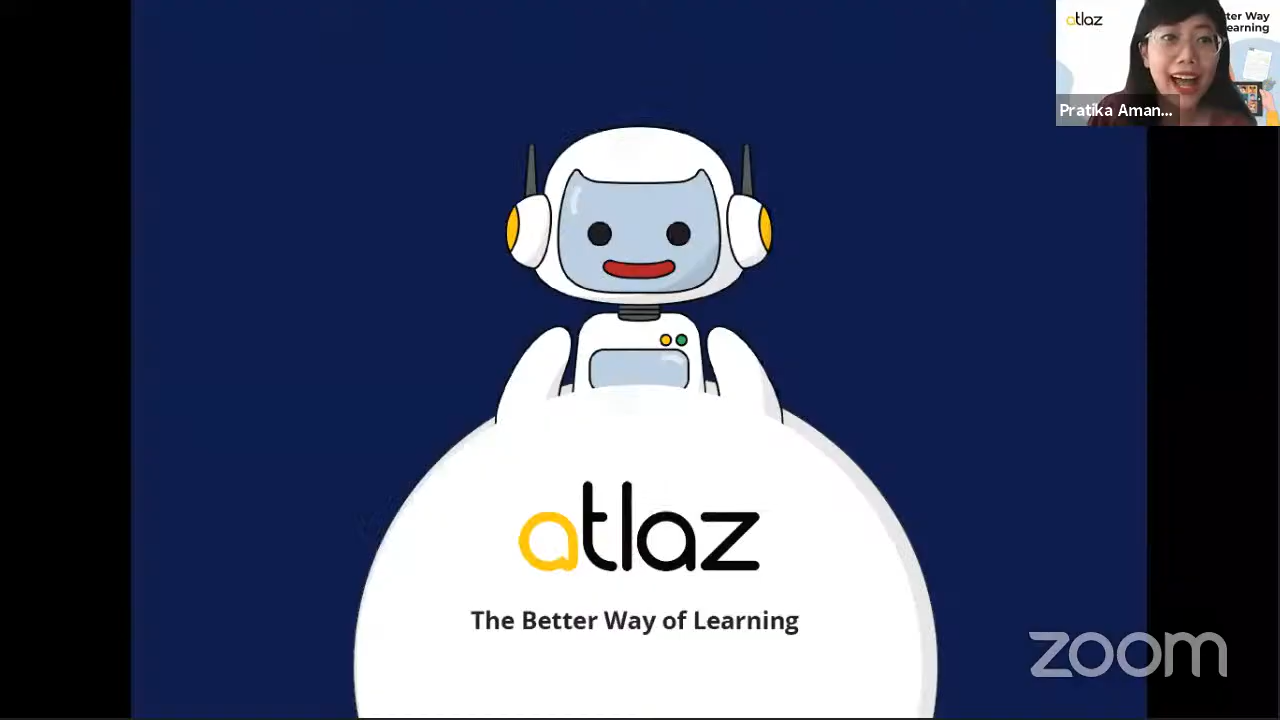 atlaz
ter Way
earning
Pratika Aman...
atlaz
The Better Way of Learning
zoom